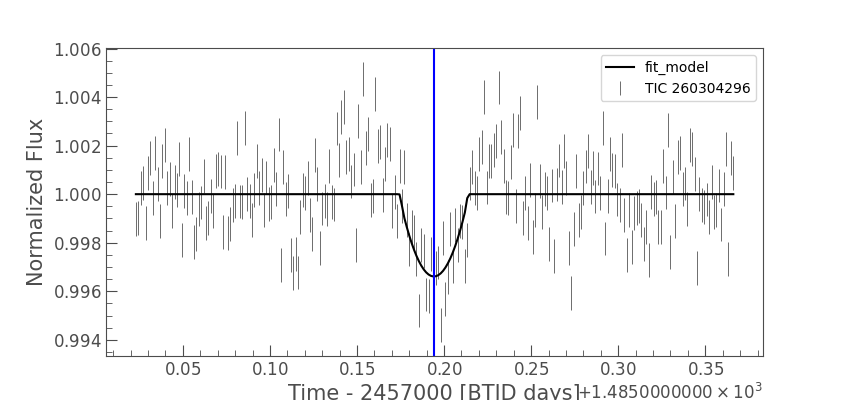 1.006
1.004
1.002
1.000
0.998
0.996
0.994
Normalized Flux
fit_model
TIC 260304296
0.05 0.10 0.15 0.20 0.25 0.30 0.35
Time - 2457000 [BTJD days]
+1.4850000000 × 10³